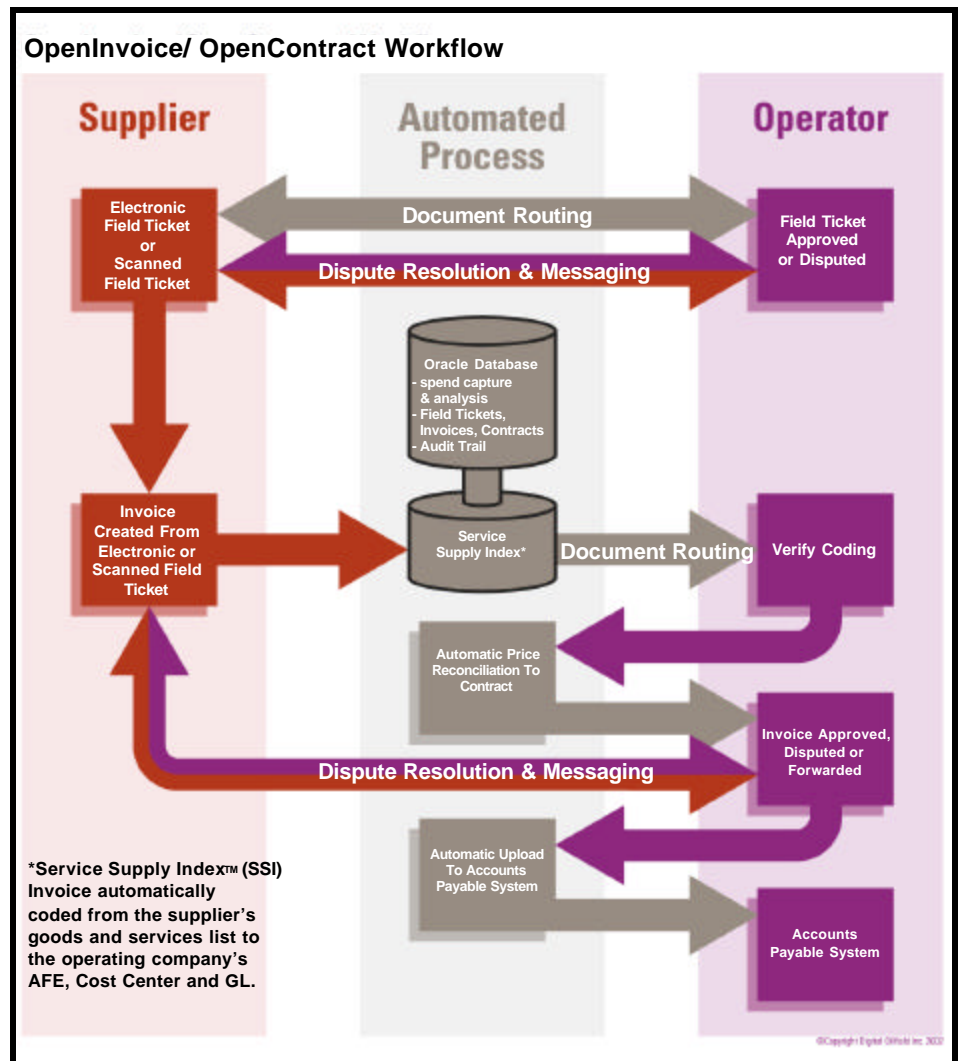 OpenInvoice/ OpenContract Workflow
Supplier
Automated
Process
Operator
Electronic
Field Ticket
or
Scanned
Field Ticket
Document Routing
Field Ticket
Approved
or Disputed
Dispute Resolution & Messaging
Oracle Database
- spend capture
& analysis
- Field Tickets,
Invoices, Contracts
- Audit Trail
Invoice
Created From
Electronic or
Scanned Field
Ticket
Service
Supply Index*
Document Routing
Verify Coding
Automatic Price
Reconciliation To
Contract
Invoice Approved,
Disputed or
Forwarded
Dispute Resolution & Messaging
Automatic Upload
To Accounts
Payable System
Accounts
Payable System
*Service Supply Index™ (SSI)
Invoice automatically
coded from the supplier's
goods and services list to
the operating company's
AFE, Cost Center and GL.
©Copyright Digital Oilfield Inc. 2002